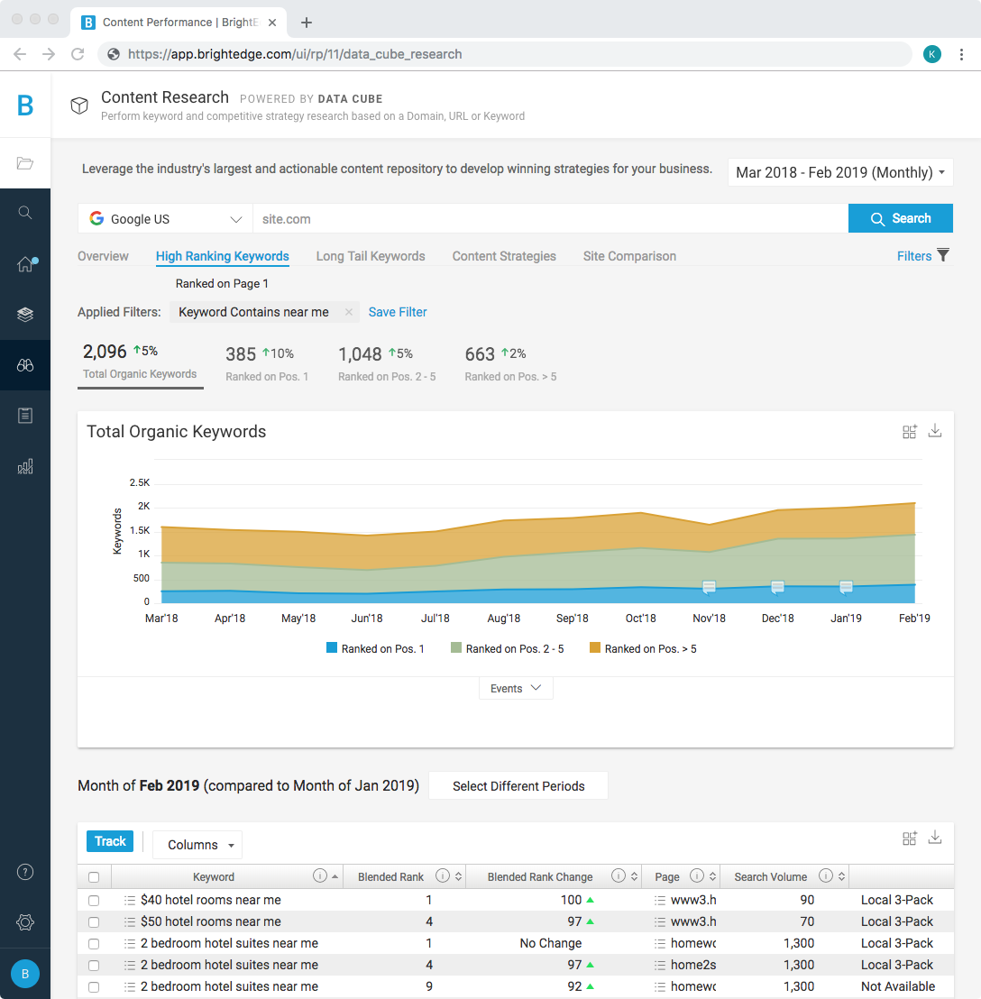 B Content Performance | BrightE
https://app.brightedge.com/ui/rp/11/data_cube_research
K
B
Content Research POWERED BY DATA CUBE
Perform keyword and competitive strategy research based on a Domain, URL or Keyword
Leverage the industry's largest and actionable content repository to develop winning strategies for your business.
Mar 2018 - Feb 2019 (Monthly)
Google US
site.com
Search
Overview High Ranking Keywords Long Tail Keywords Content Strategies Site Comparison Filters
Ranked on Page 1
Applied Filters: Keyword Contains near me × Save Filter
2,096 ↑5% 385 ↑10% 1,048 ↑5% 663 ↑2%
Total Organic Keywords Ranked on Pos. 1 Ranked on Pos. 2 - 5 Ranked on Pos. > 5
Total Organic Keywords
Keywords
2.5K
2K
1.5K
1K
500
0
Mar'18 Apr'18 May'18 Jun'18 Jul'18 Aug'18 Sep'18 Oct'18 Nov'18 Dec'18 Jan'19 Feb'19
Ranked on Pos. 1 Ranked on Pos. 2 - 5 Ranked on Pos. > 5
Events
Month of Feb 2019 (compared to Month of Jan 2019) Select Different Periods
Track Columns
Keyword Blended Rank Blended Rank Change Page Search Volume
$40 hotel rooms near me 1 100 www3.h 90 Local 3-Pack
$50 hotel rooms near me 4 97 www3.h 70 Local 3-Pack
2 bedroom hotel suites near me 1 No Change homewo 1,300 Local 3-Pack
2 bedroom hotel suites near me 4 97 home2s 1,300 Local 3-Pack
2 bedroom hotel suites near me 9 92 homewo 1,300 Not Available
?
B